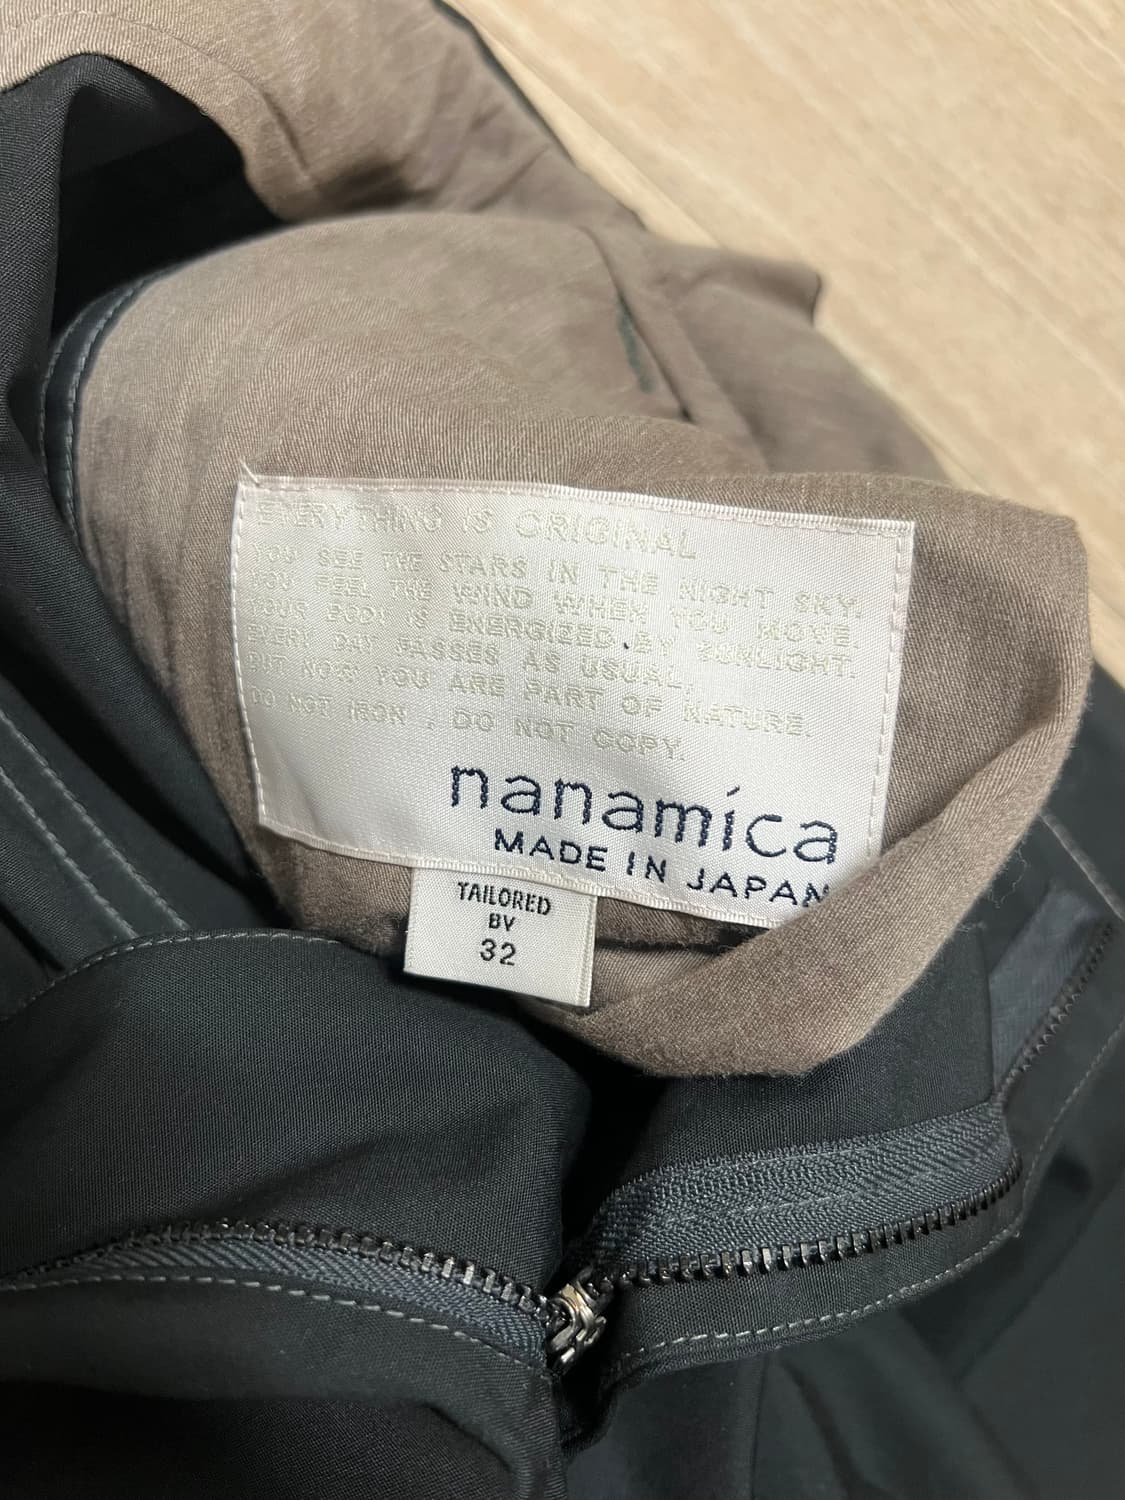 EVERYTHING IS ORIGINAL
YOU SEE THE STARS IN THE NIGHT SKY.
YOU FEEL THE WIND WHEN YOU MOVE.
YOUR BODY IS ENERGIZED BY SUNLIGHT.
EVERY DAY PASSES AS USUAL,
BUT NOW YOU ARE PART OF NATURE.
DO NOT IRON , DO NOT COPY.
nanamica
MADE IN JAPAN
TAILORED
BY
32